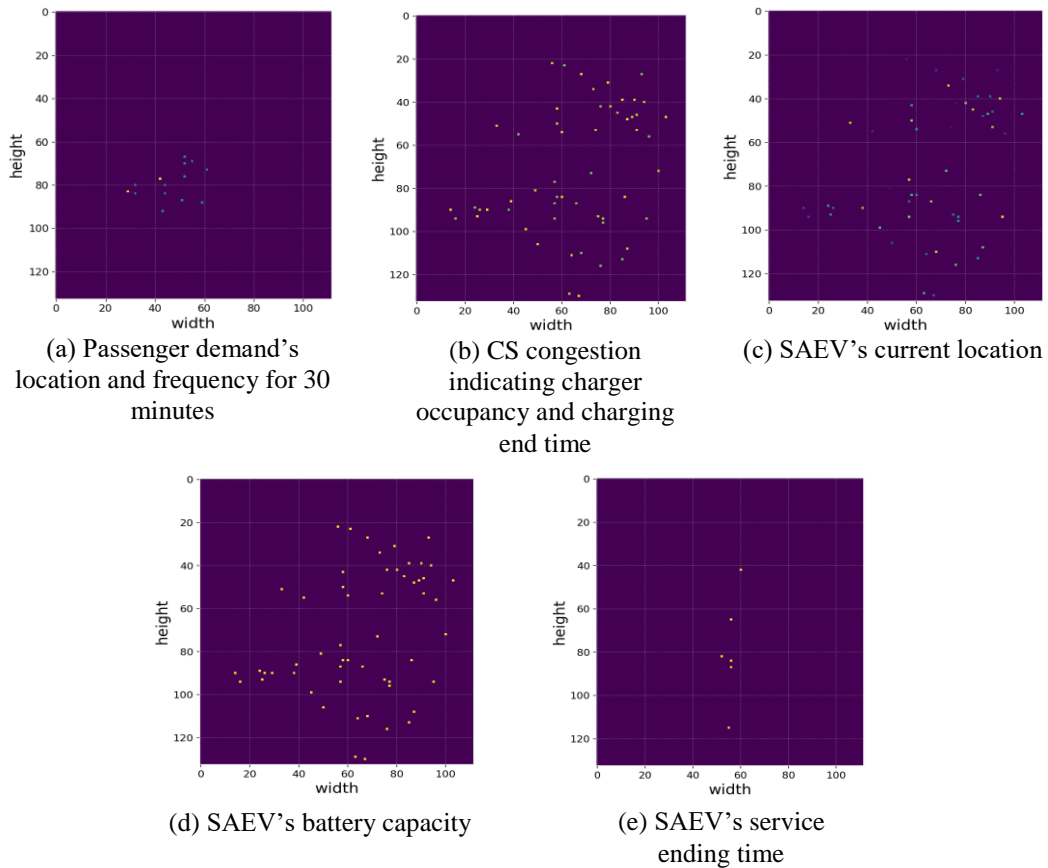 0
20
40
60
80
100
120
height
0 20 40 60 80 100
width
(a) Passenger demand's
location and frequency for 30
minutes
0
20
40
60
80
100
120
height
0 20 40 60 80 100
width
(b) CS congestion
indicating charger
occupancy and charging
end time
0
20
40
60
80
100
120
height
0 20 40 60 80 100
width
(c) SAEV's current location
0
20
40
60
80
100
120
height
0 20 40 60 80 100
width
(d) SAEV's battery capacity
0
20
40
60
80
100
120
height
0 20 40 60 80 100
width
(e) SAEV's service
ending time